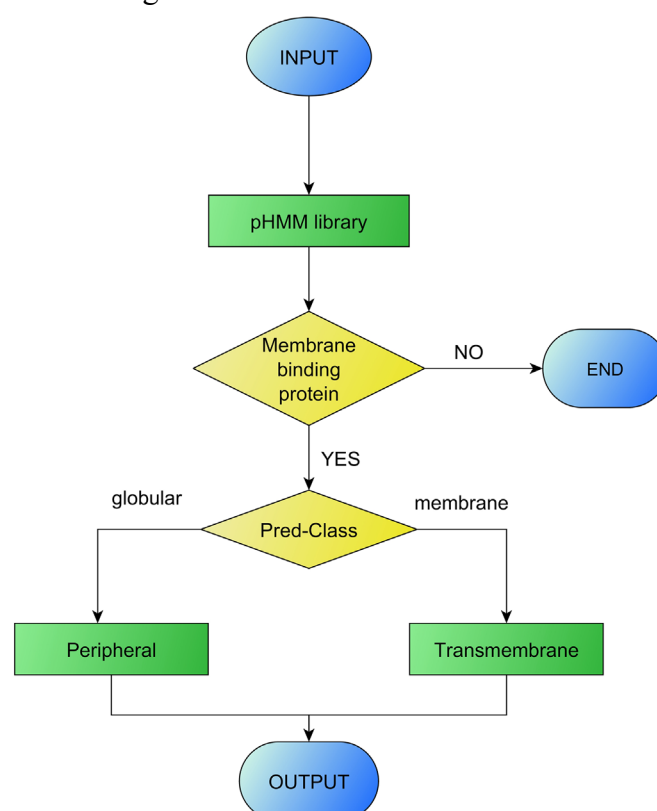 INPUT
pHMM library
Membrane
binding
protein
NO
END
YES
globular
membrane
Pred-Class
Peripheral
Transmembrane
OUTPUT